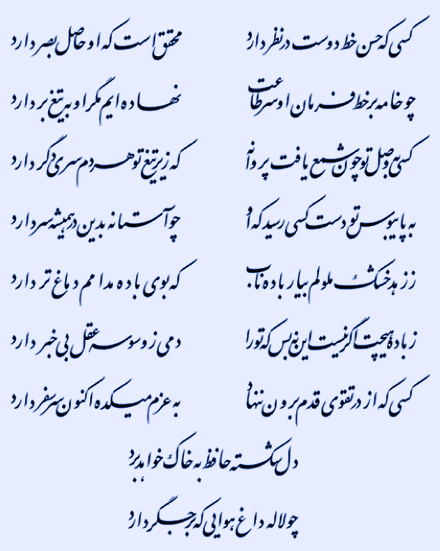 کسی که حسن خط دوست در نظر دارد محقق است که او حاصل بصر دارد
چو خامه بر خط فرمان او سر طاعت نهاده‌ایم مگر او به تیغ بردارد
کسی به وصل تو چون شمع یافت پروانه که زیر تیغ تو هر دم سری دگر دارد
به پایبوس تو دست کسی رسید که او چو آستانه بدین در همیشه سر دارد
ز زهد خشک ملولم بیار باده ناب که بوی باده مدامم دماغ تر دارد
ز باده هیچت اگر نیست این نه بس که تو را دمی ز وسوسه عقل بی‌خبر دارد
کسی که از در تقوی قدم برون ننهاد به عزم میکده اکنون سر سفر دارد
دل شکسته حافظ به خاک خواهد برد
چو لاله داغ هوایی که بر جگر دارد